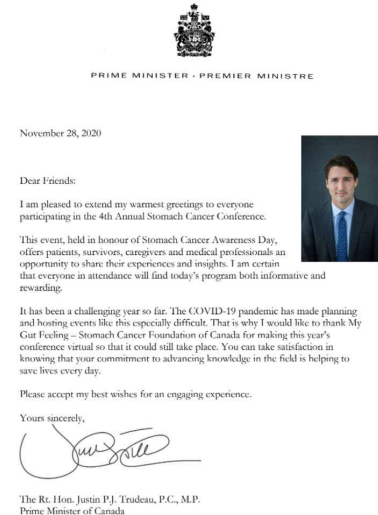 PRIME MINISTER · PREMIER MINISTRE
November 28, 2020
Dear Friends:
I am pleased to extend my warmest greetings to everyone
participating in the 4th Annual Stomach Cancer Conference.
This event, held in honour of Stomach Cancer Awareness Day,
offers patients, survivors, caregivers and medical professionals an
opportunity to share their experiences and insights. I am certain
that everyone in attendance will find today's program both informative and
rewarding.
It has been a challenging year so far. The COVID-19 pandemic has made planning
and hosting events like this especially difficult. That is why I would like to thank My
Gut Feeling – Stomach Cancer Foundation of Canada for making this year's
conference virtual so that it could still take place. You can take satisfaction in
knowing that your commitment to advancing knowledge in the field is helping to
save lives every day.
Please accept my best wishes for an engaging experience.
Yours sincerely,
The Rt. Hon. Justin P.J. Trudeau, P.C., M.P.
Prime Minister of Canada